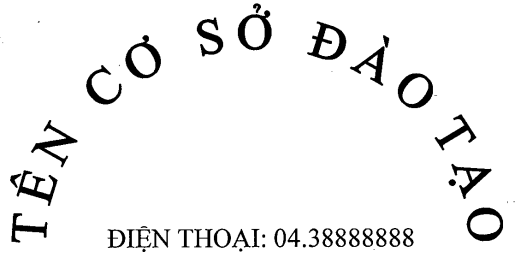 TÊN CƠ SỞ ĐÀO TẠO
ĐIỆN THOẠI: 04.38888888